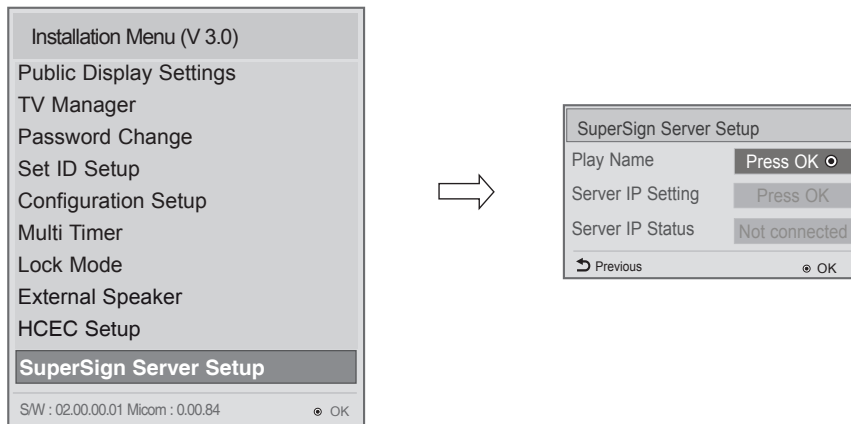 Installation Menu (V 3.0)
Public Display Settings
TV Manager
Password Change
Set ID Setup
Configuration Setup
Multi Timer
Lock Mode
External Speaker
HCEC Setup
SuperSign Server Setup
S/W : 02.00.00.01 Micom : 0.00.84 OK
SuperSign Server Setup
Play Name Press OK
Server IP Setting Press OK
Server IP Status Not connected
Previous OK